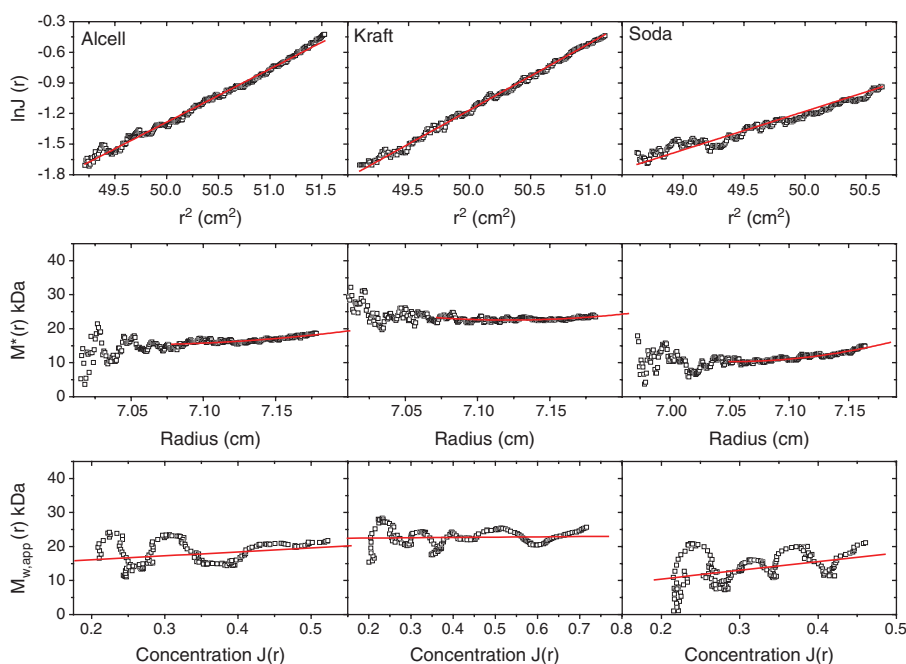 Alcell
Kraft
Soda
lnJ (r)
-0.3
-0.6
-0.9
-1.2
-1.5
-1.8
49.5 50.0 50.5 51.0 51.5
49.5 50.0 50.5 51.0
49.0 49.5 50.0 50.5
r² (cm²)
r² (cm²)
r² (cm²)
M*(r) kDa
40
30
20
10
0
7.05 7.10 7.15
7.05 7.10 7.15
7.00 7.05 7.10 7.15
Radius (cm)
Radius (cm)
Radius (cm)
Mw,app (r) kDa
40
30
20
10
0
0.2 0.3 0.4 0.5
0.2 0.3 0.4 0.5 0.6 0.7 0.8
0.2 0.3 0.4 0.5
Concentration J(r)
Concentration J(r)
Concentration J(r)